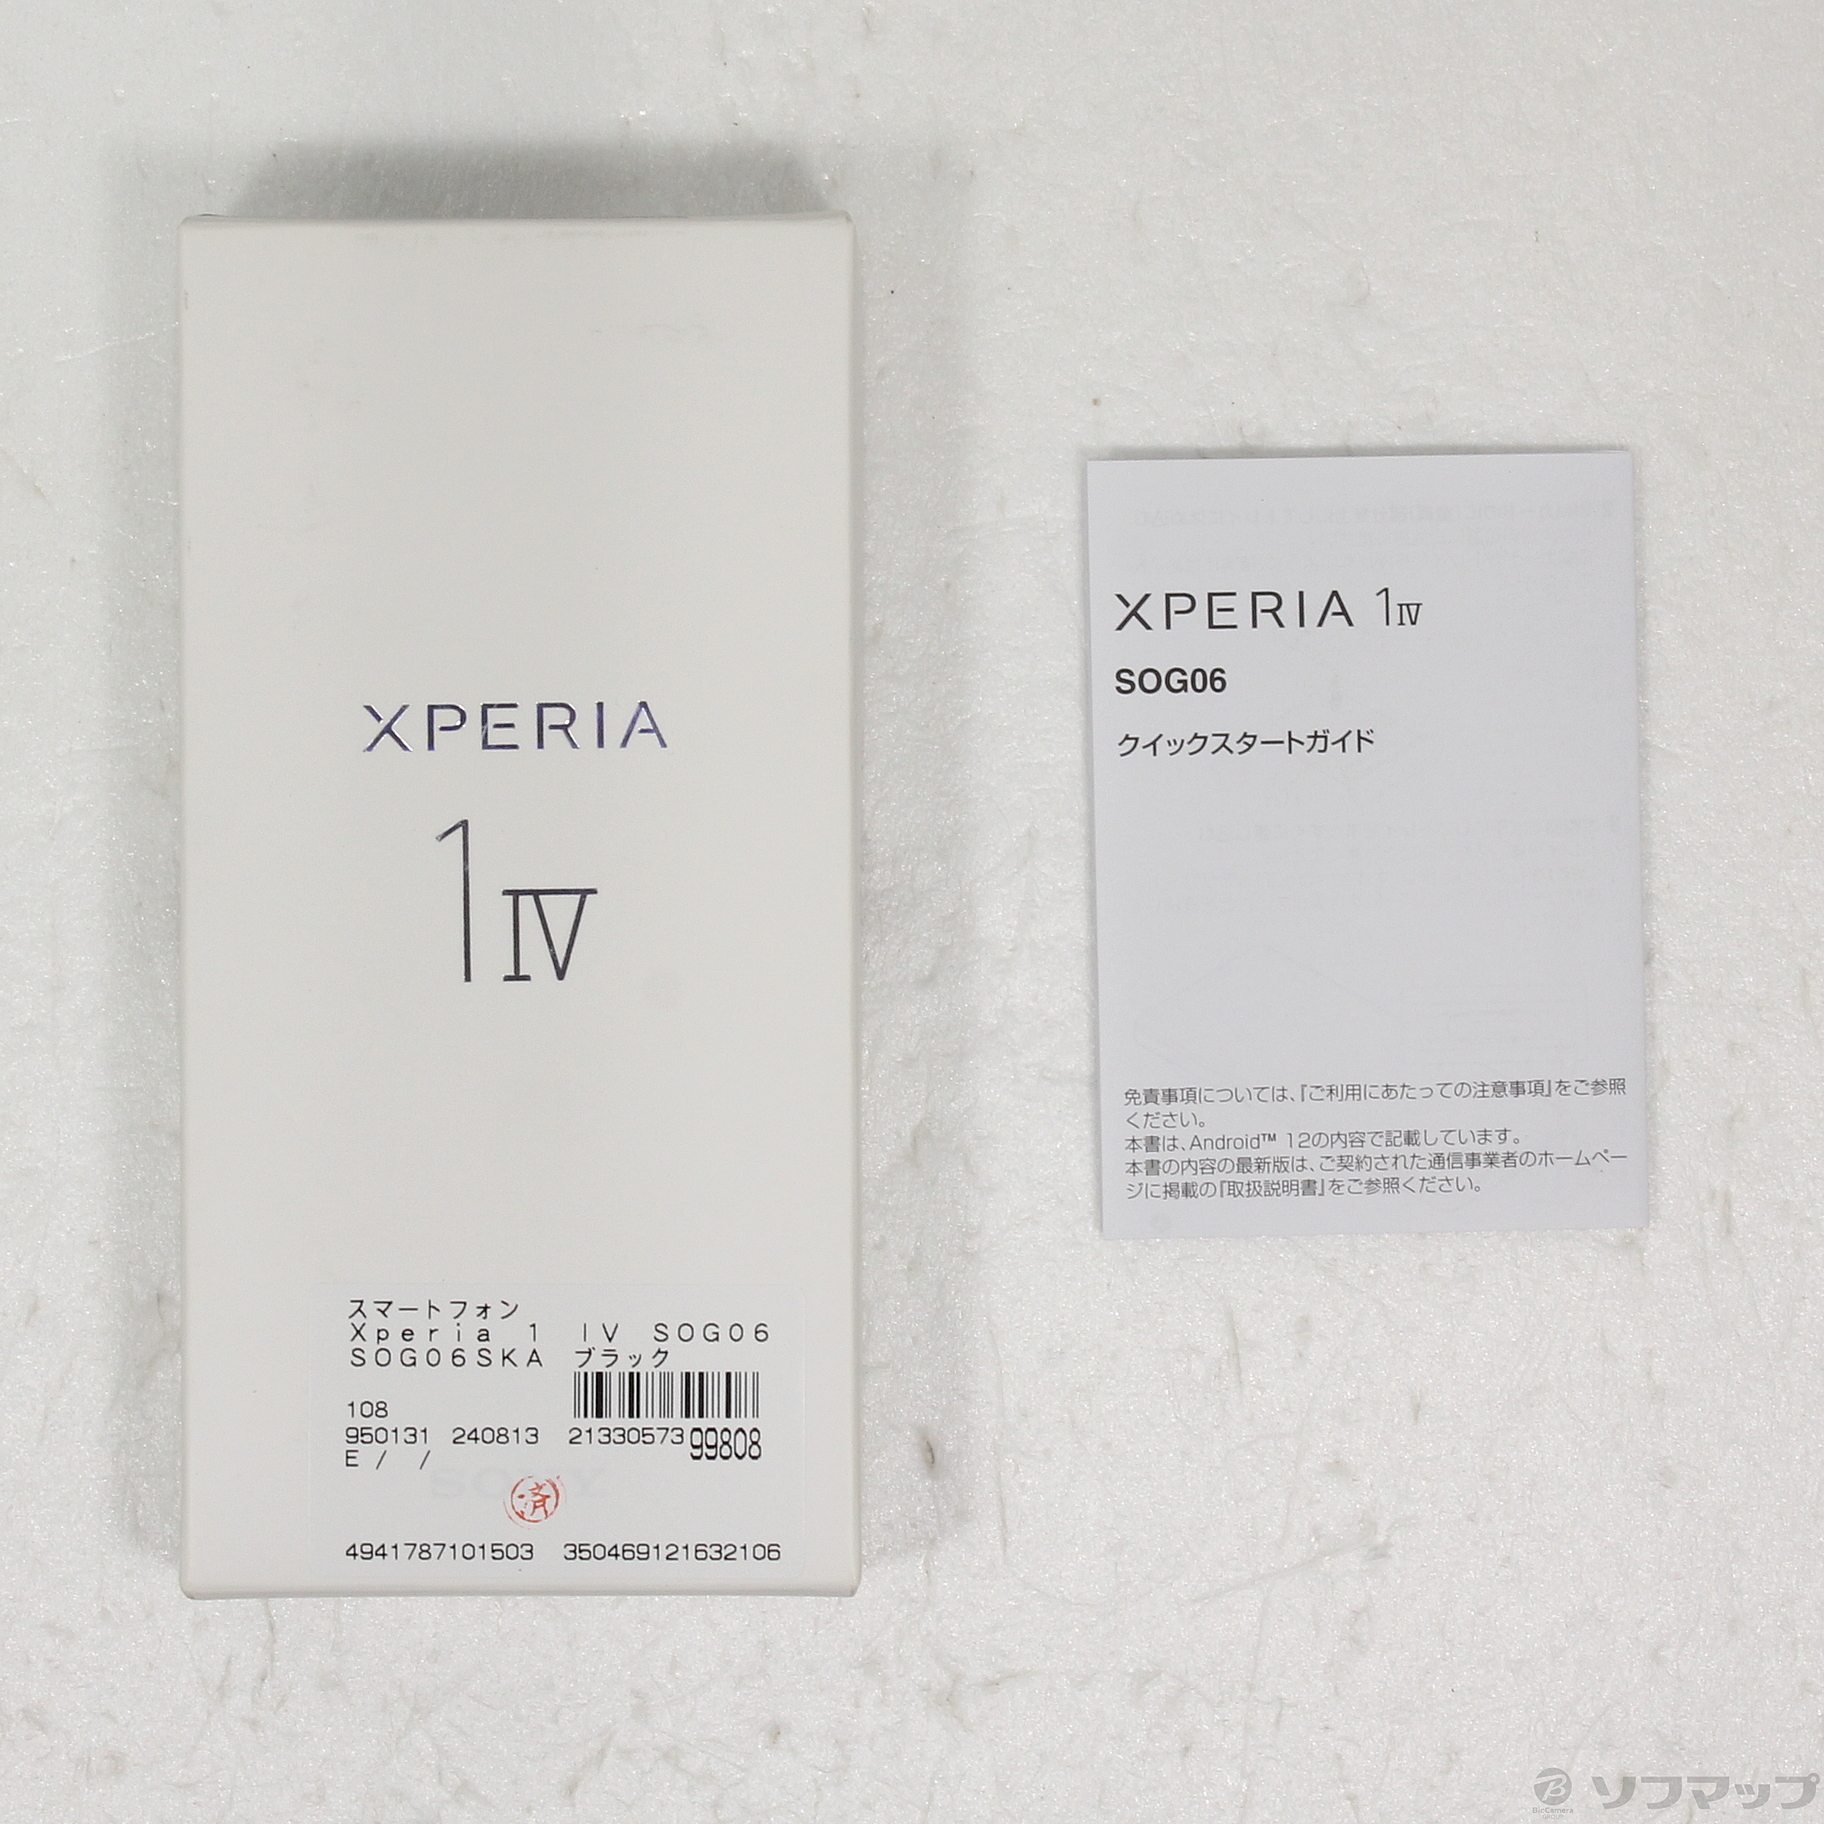 XPERIA
1 IV
スマートフォン
Xperia 1 IV SOG06
SOG06SKA ブラック
108
950131 240813 2133057399808
E / /
済
4941787101503 350469121632106
XPERIA 1 IV
SOG06
クイックスタートガイド
免責事項については、『ご利用にあたっての注意事項』をご参照
ください。
本書は、Android™ 12の内容で記載しています。
本書の内容の最新版は、ご契約された通信事業者のホームペー
ジに掲載の『取扱説明書』をご参照ください。
B ソフマップ
BicCamera
GROUP